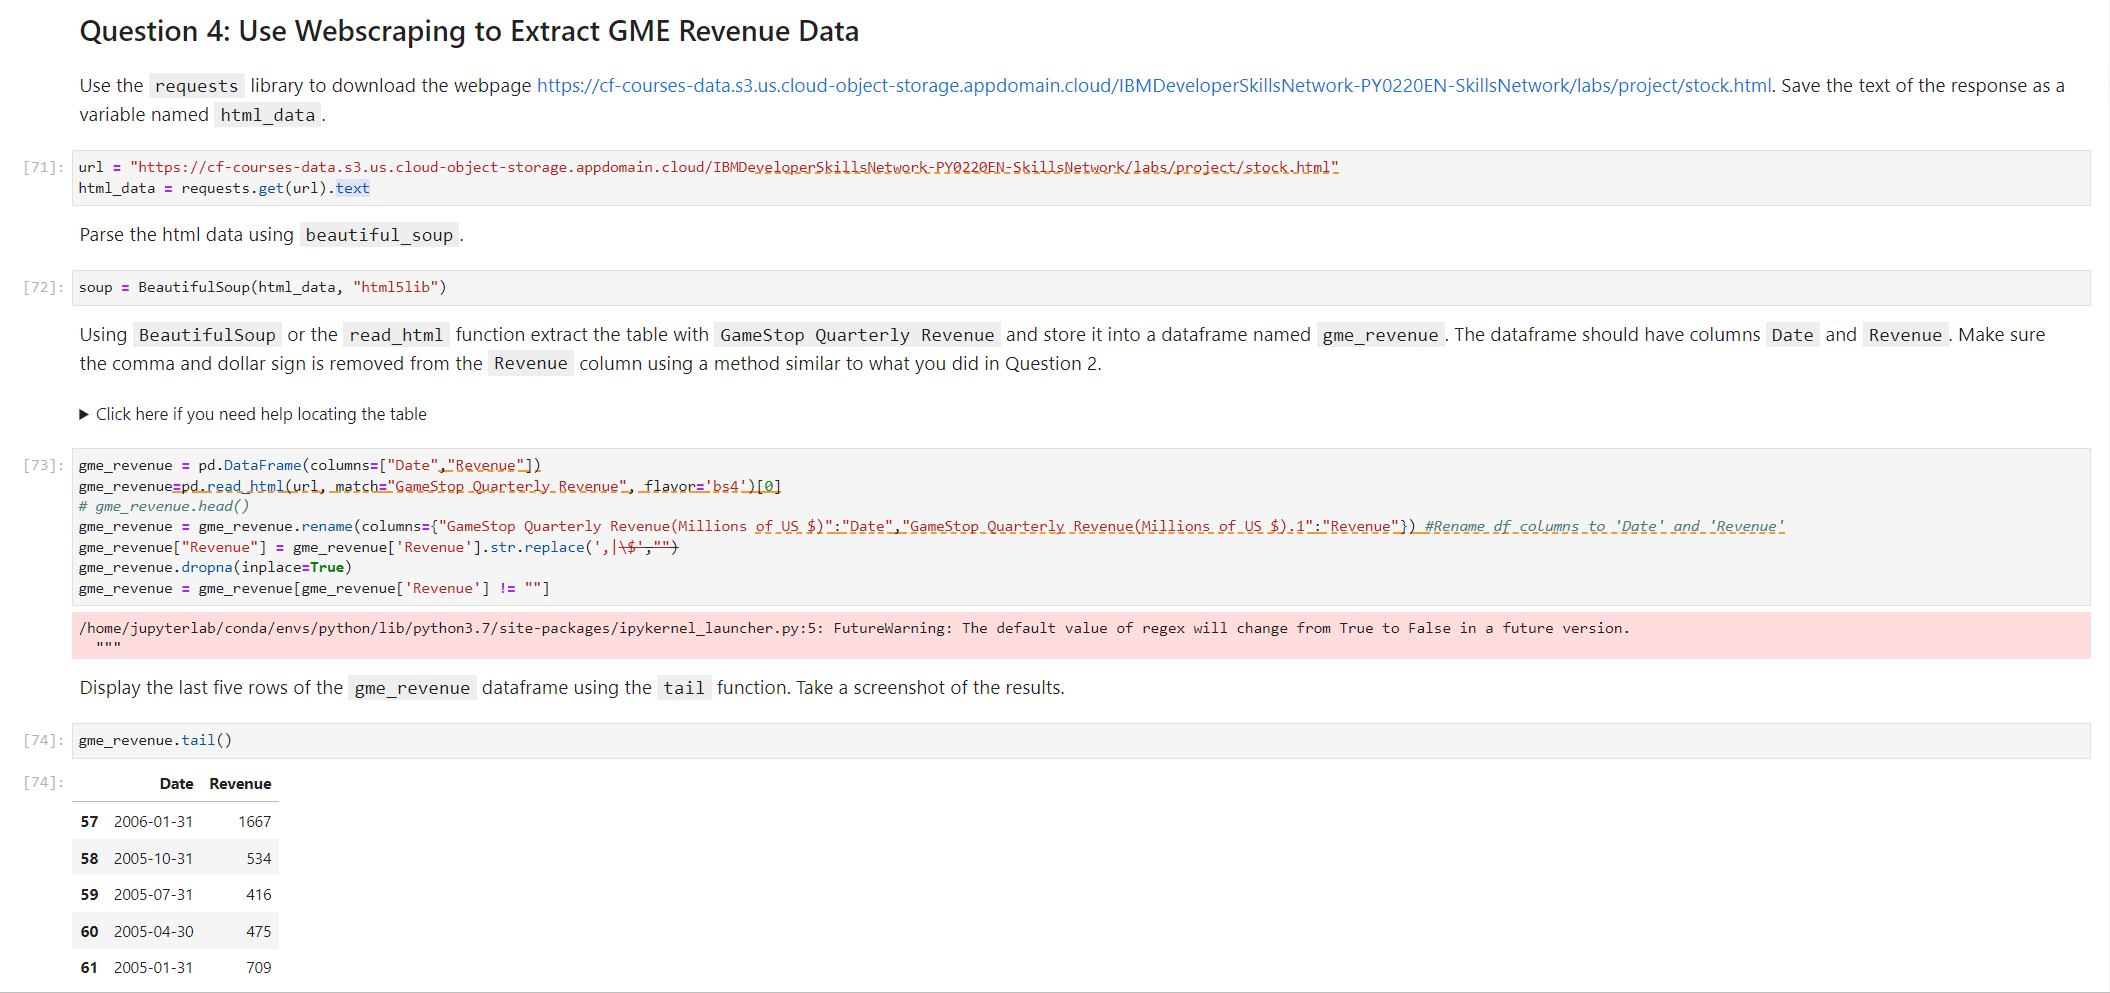 Question 4: Use Webscraping to Extract GME Revenue Data
Use the requests library to download the webpage https://cf-courses-data.s3.us.cloud-object-storage.appdomain.cloud/IBMDeveloperSkillsNetwork-PY0220EN-SkillsNetwork/labs/project/stock.html. Save the text of the response as a
variable named html_data.
[71]: url = "https://cf-courses-data.s3.us.cloud-object-storage.appdomain.cloud/IBMDeveloperSkillsNetwork-PY0220EN-SkillsNetwork/labs/project/stock.html"
html_data = requests.get(url).text
Parse the html data using beautiful_soup.
[72]: soup = BeautifulSoup(html_data, "html5lib")
Using BeautifulSoup or the read_html function extract the table with GameStop Quarterly Revenue and store it into a dataframe named gme_revenue. The dataframe should have columns Date and Revenue. Make sure
the comma and dollar sign is removed from the Revenue column using a method similar to what you did in Question 2.
▶ Click here if you need help locating the table
[73]: gme_revenue = pd.DataFrame(columns=["Date","Revenue"])
gme_revenue=pd.read_html(url, match="GameStop Quarterly Revenue", flavor='bs4')[0]
# gme_revenue.head()
gme_revenue = gme_revenue.rename(columns={"GameStop Quarterly Revenue(Millions of US $)":"Date","GameStop Quarterly Revenue(Millions of US $).1":"Revenue"}) #Rename df columns to 'Date' and 'Revenue'
gme_revenue["Revenue"] = gme_revenue['Revenue'].str.replace(',|\$',"")
gme_revenue.dropna(inplace=True)
gme_revenue = gme_revenue[gme_revenue['Revenue'] != ""]
/home/jupyterlab/conda/envs/python/lib/python3.7/site-packages/ipykernel_launcher.py:5: FutureWarning: The default value of regex will change from True to False in a future version.
"""
Display the last five rows of the gme_revenue dataframe using the tail function. Take a screenshot of the results.
[74]: gme_revenue.tail()
[74]: Date Revenue
57 2006-01-31 1667
58 2005-10-31 534
59 2005-07-31 416
60 2005-04-30 475
61 2005-01-31 709